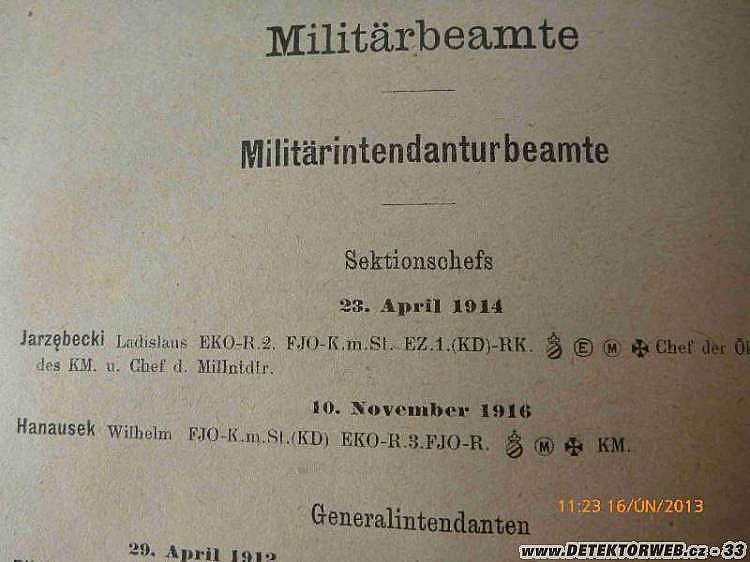 Militärbeamte
Militärintendanturbeamte
Sektionschefs
23. April 1914
Jarzębecki Ladislaus EKO-R.2. FJO-K.m.St. EZ.1.(KD)-RK. Ⓔ Ⓜ ✠ Chef der Ök
des KM. u. Chef d. MilIntdtr.
10. November 1916
Hanausek Wilhelm FJO-K.m.St.(KD) EKO-R.3.FJO-R. Ⓜ ✠ KM.
Generalintendanten
29. April 1912
11:23 16/ÚN/2013
www.DETEKTORWEB.cz - 33